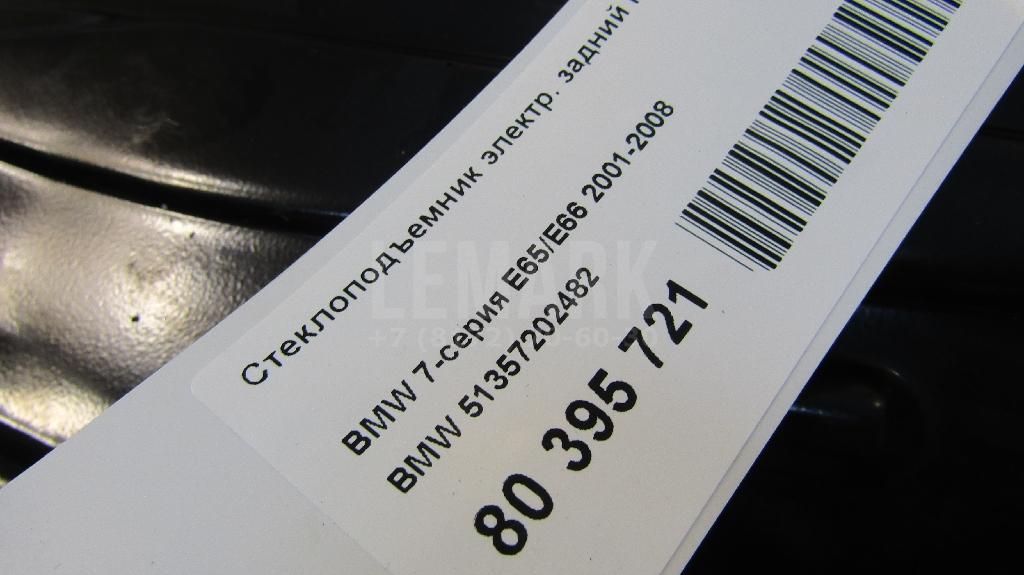 Стеклоподъемник электр. задний
BMW 7-серия E65/E66 2001-2008
BMW 51357202482
80 395 721
LEMARK